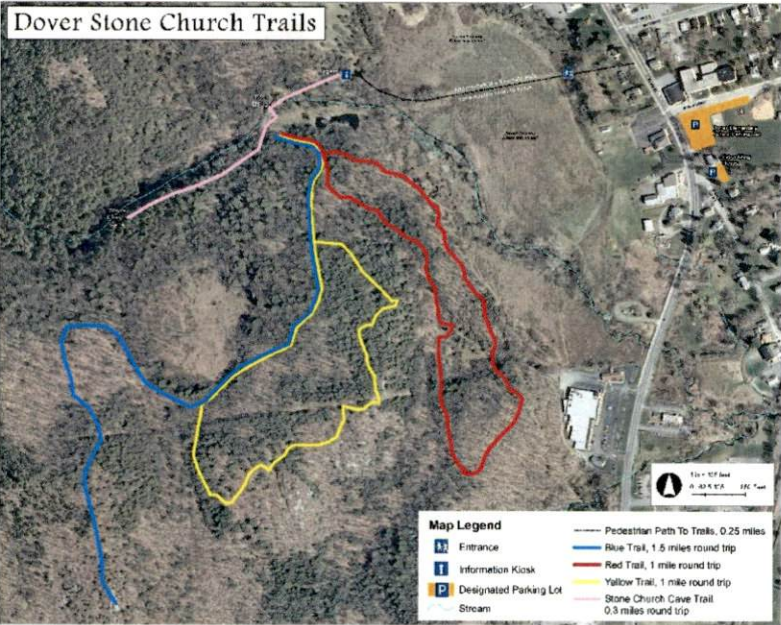 Dover Stone Church Trails
P
P
Map Legend
Entrance
Information Kiosk
P Designated Parking Lot
Stream
Pedestrian Path To Trails, 0.25 miles
Blue Trail, 1.5 miles round trip
Red Trail, 1 mile round trip
Yellow Trail, 1 mile round trip
Stone Church Cave Trail
0.3 miles round trip